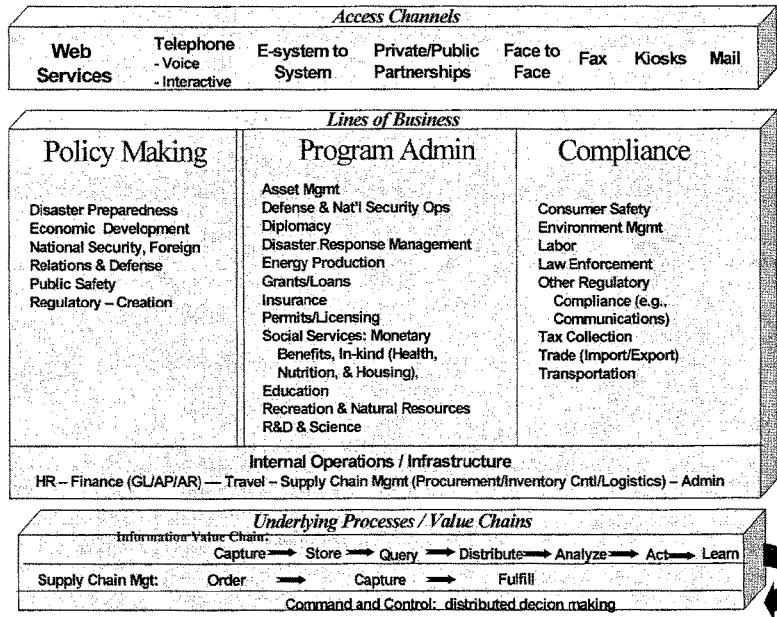 Access Channels
Web Services
Telephone
- Voice
- Interactive
E-system to System
Private/Public Partnerships
Face to Face
Fax
Kiosks
Mail
Lines of Business
Policy Making
Disaster Preparedness
Economic Development
National Security, Foreign
Relations & Defense
Public Safety
Regulatory – Creation
Program Admin
Asset Mgmt
Defense & Nat'l Security Ops
Diplomacy
Disaster Response Management
Energy Production
Grants/Loans
Insurance
Permits/Licensing
Social Services: Monetary
Benefits, In-kind (Health,
Nutrition, & Housing),
Education
Recreation & Natural Resources
R&D & Science
Compliance
Consumer Safety
Environment Mgmt
Labor
Law Enforcement
Other Regulatory
Compliance (e.g.,
Communications)
Tax Collection
Trade (Import/Export)
Transportation
Internal Operations / Infrastructure
HR – Finance (GL/AP/AR) — Travel – Supply Chain Mgmt (Procurement/Inventory Cntl/Logistics) – Admin
Underlying Processes / Value Chains
Information Value Chain:
Capture → Store → Query → Distribute → Analyze → Act → Learn
Supply Chain Mgt: Order → Capture → Fulfill
Command and Control: distributed decion making